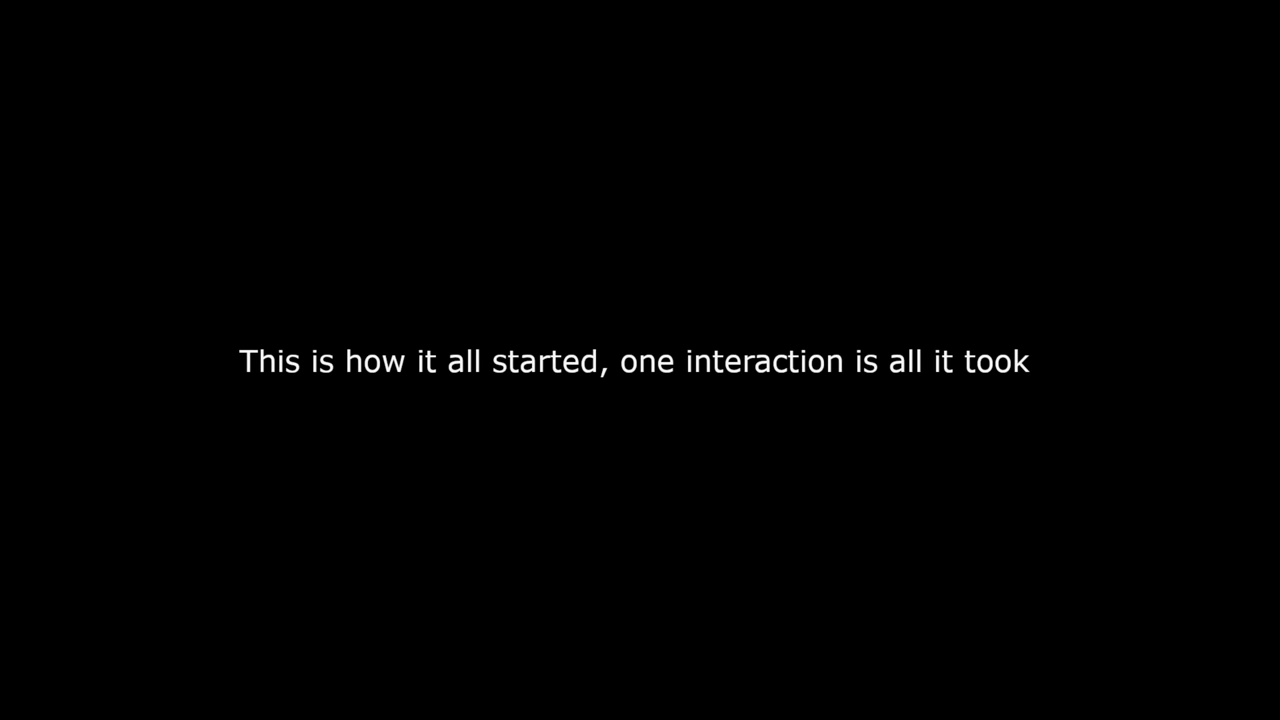 This is how it all started, one interaction is all it took